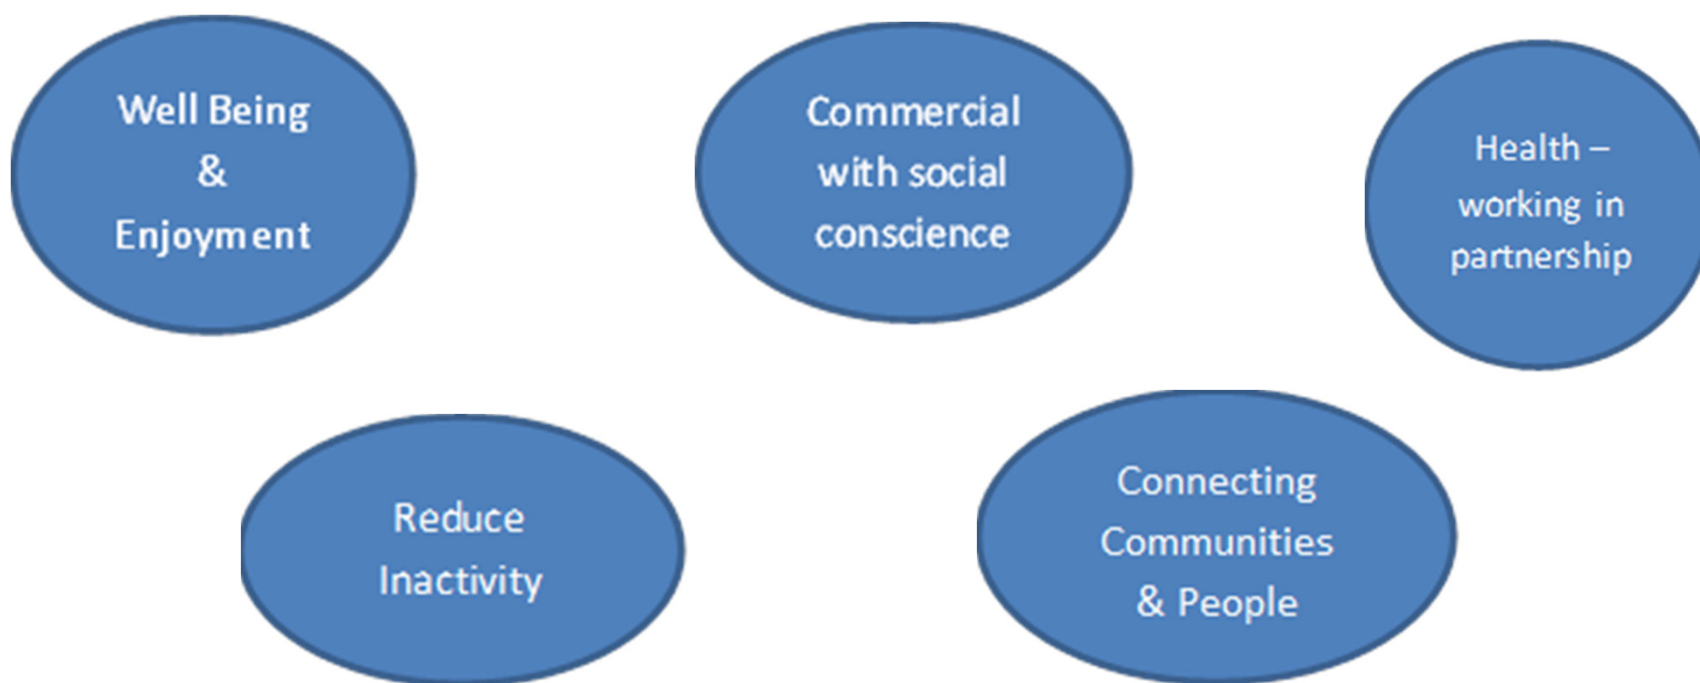 Well Being
&
Enjoyment
Commercial
with social
conscience
Health –
working in
partnership
Reduce
Inactivity
Connecting
Communities
& People